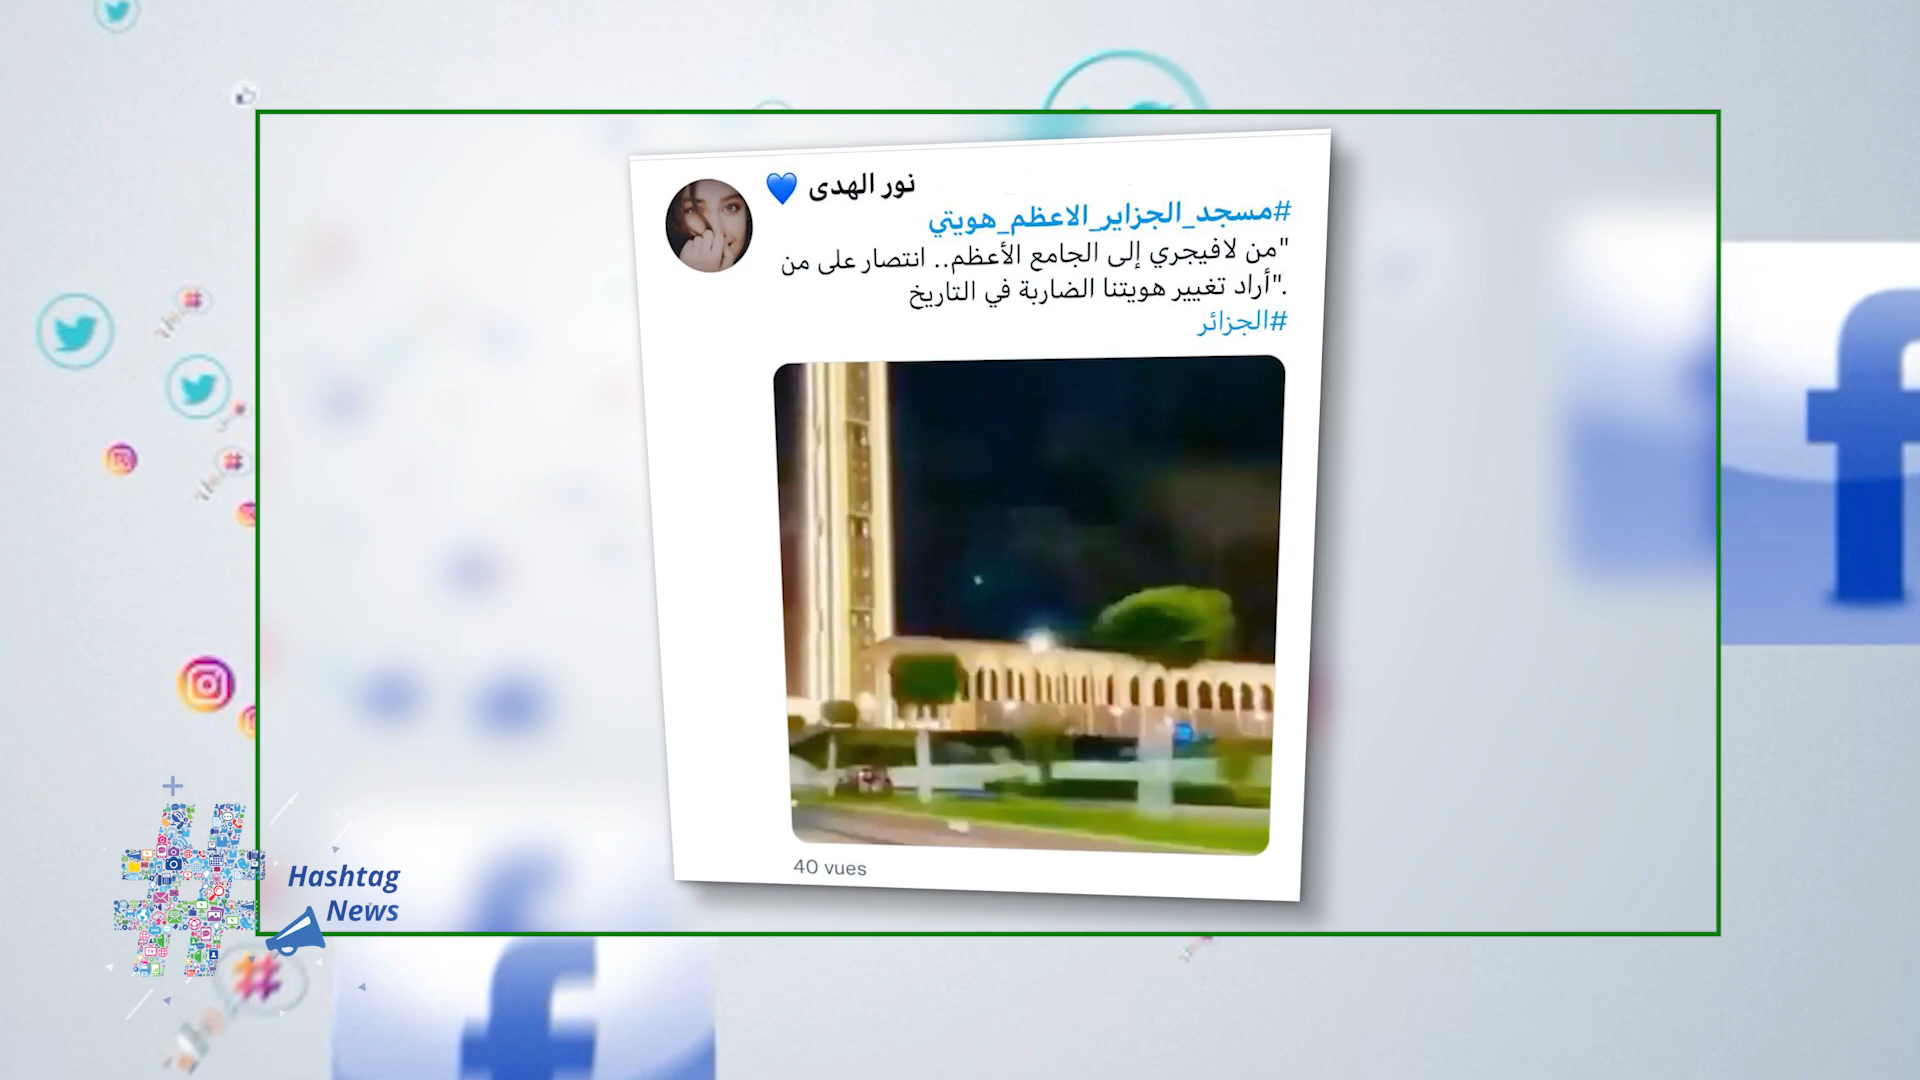 نور الهدى 💙
#مسجد_الجزاير_الاعظم_هويتي
"من لافيجري إلى الجامع الأعظم.. انتصار على من
."أراد تغيير هويتنا الضاربة في التاريخ
#الجزائر
40 vues
Hashtag
News